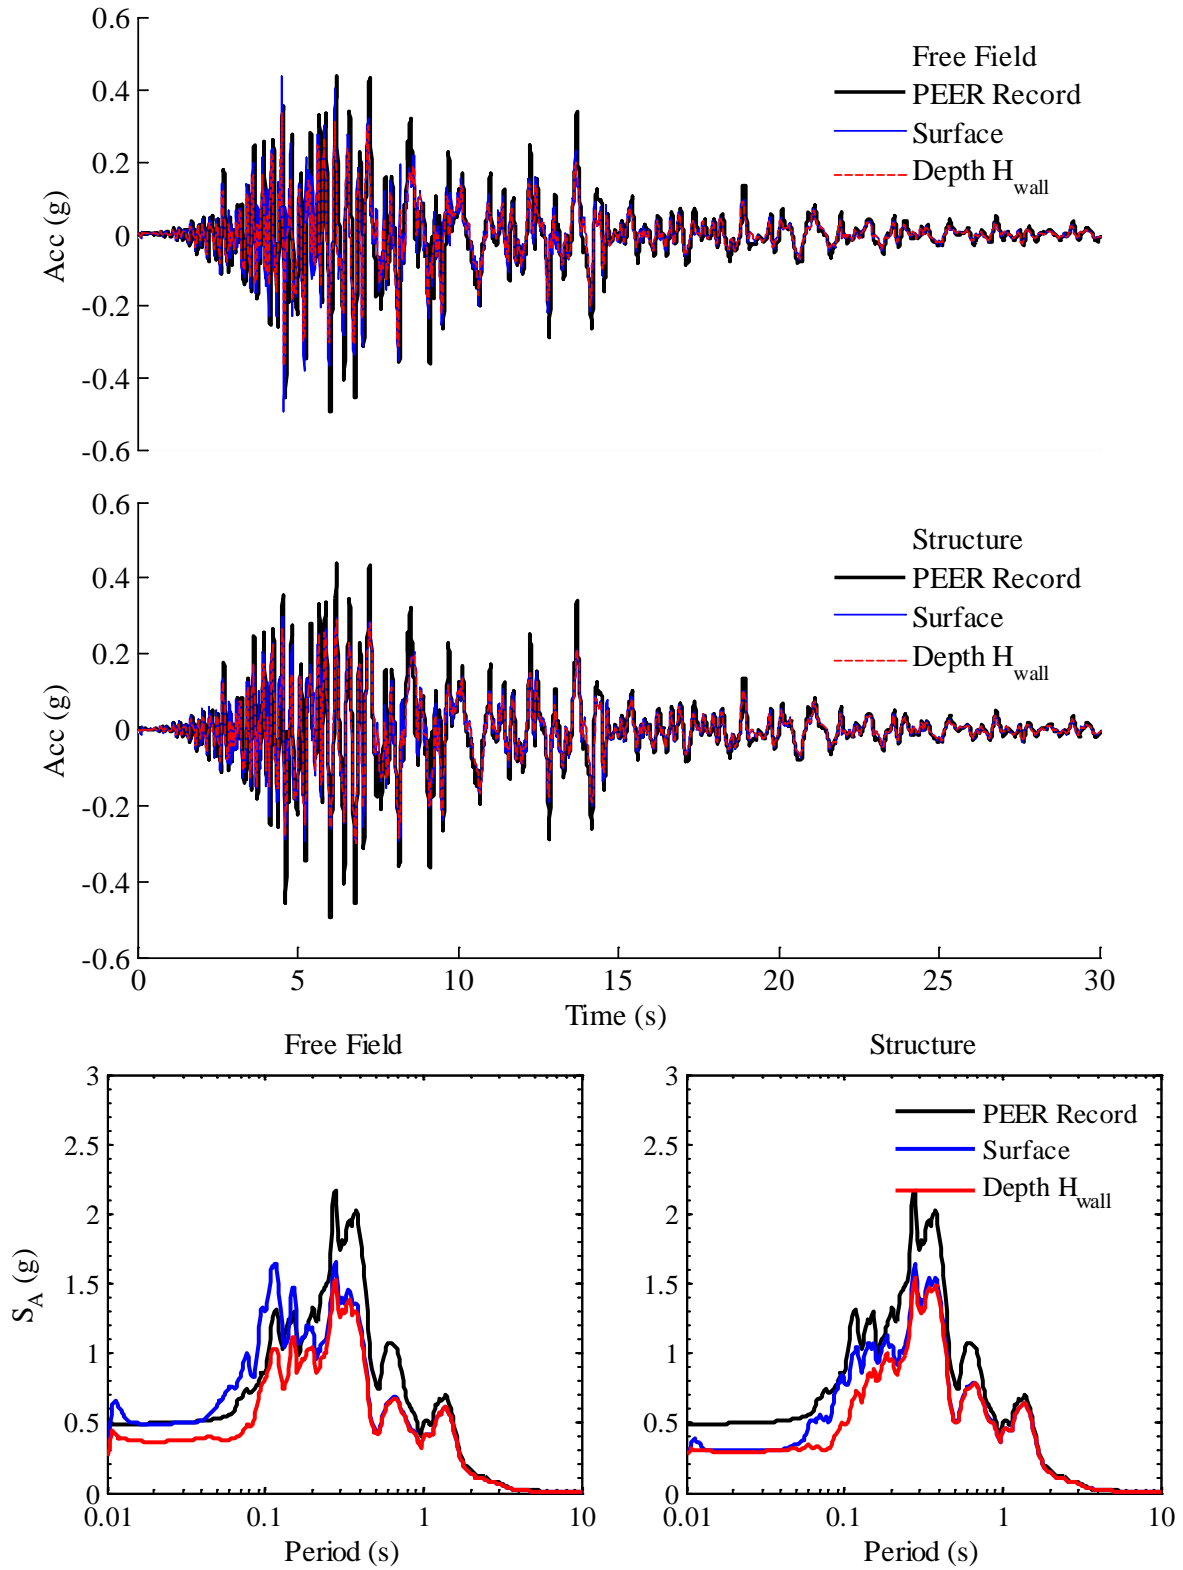 0.6
0.4
0.2
0
-0.2
-0.4
-0.6
Acc (g)
Free Field
PEER Record
Surface
Depth H_wall
0.6
0.4
0.2
0
-0.2
-0.4
-0.6
Acc (g)
Structure
PEER Record
Surface
Depth H_wall
0 5 10 15 20 25 30
Time (s)
Free Field
3
2.5
2
1.5
1
0.5
0
S_A (g)
0.01 0.1 1 10
Period (s)
Structure
3
2.5
2
1.5
1
0.5
0
PEER Record
Surface
Depth H_wall
0.01 0.1 1 10
Period (s)